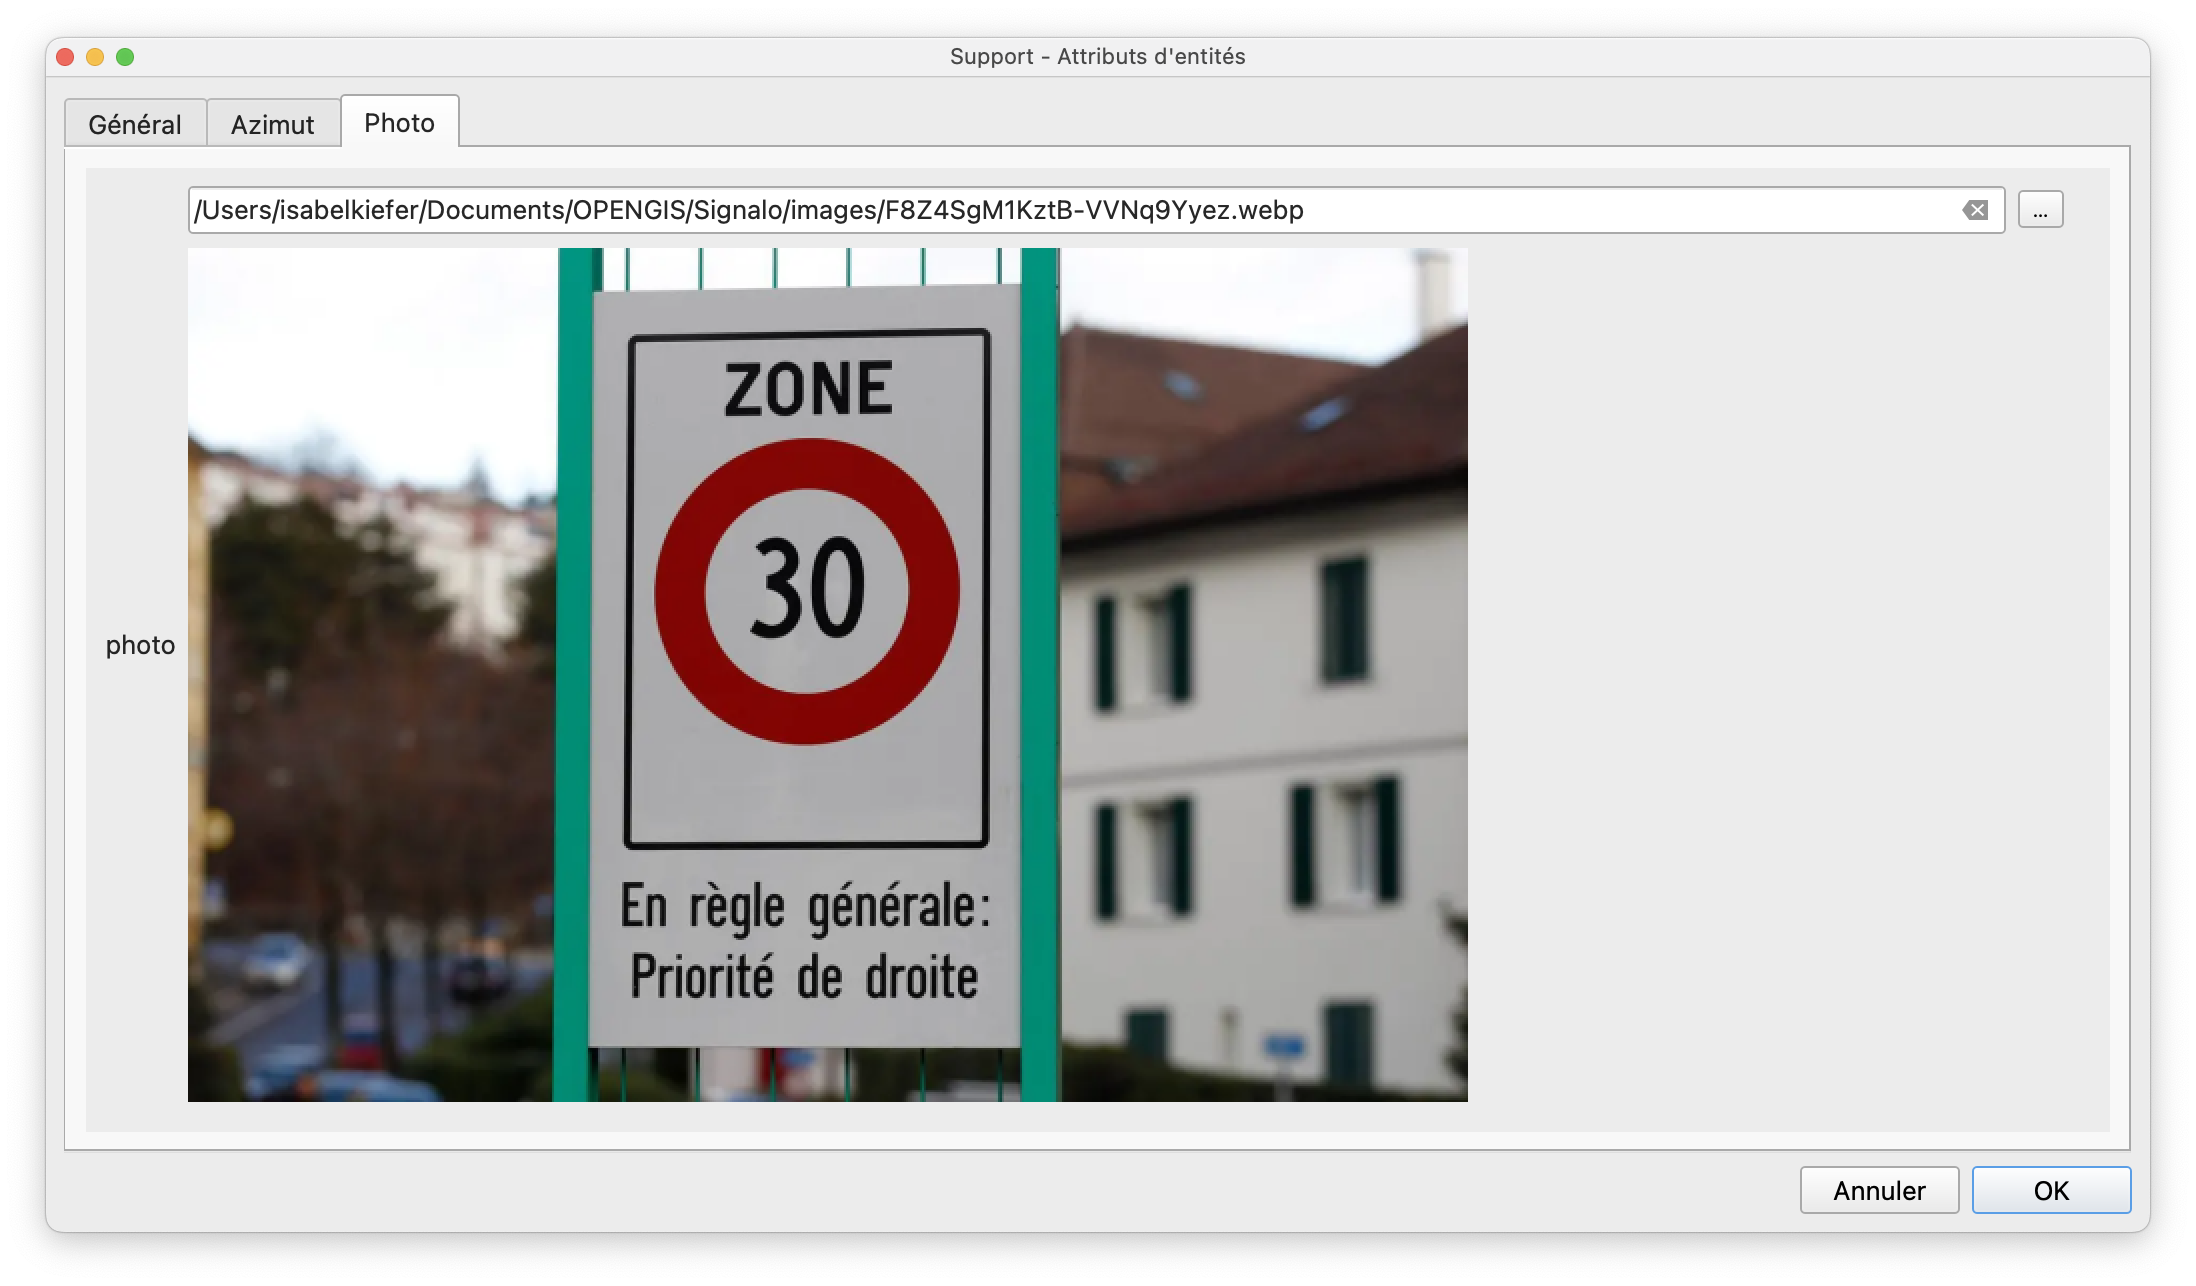 Support - Attributs d'entités
Général
Azimut
Photo
/Users/isabelkiefer/Documents/OPENGIS/Signalo/images/F8Z4SgM1KztB-VVNq9Yyez.webp
...
photo
ZONE
30
En règle générale:
Priorité de droite
Annuler
OK